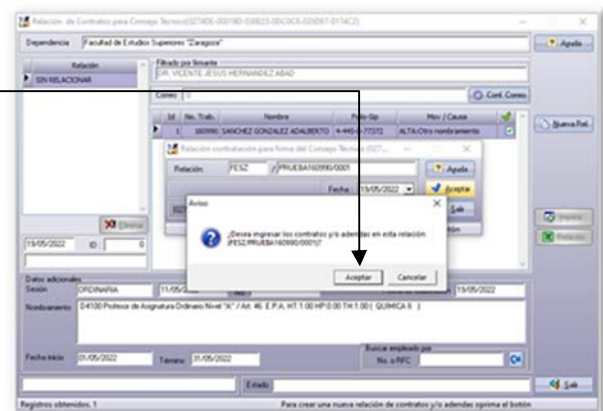 Relación de Contratos para Consejo Técnico
Dependencia Facultad de Estudios Superiores "Zaragoza"
Ayuda
Relación
SIN RELACIONAR
Filtrado por firmante
DR. VICENTE JESUS HERNANDEZ ABAD
Correo 0
Conf. Correo
Id No. Trab. Nombre Folio-Gp Mov / Causa
1 160990 SANCHEZ GONZALEZ ADALBERTO ALTA:Otro nombramiento
Nueva Rel.
Relación contratación para firma del Consejo Técnico
Relación FESZ / PRUEBA160990/0001
Ayuda
Fecha 19/05/2022
Aceptar
Salir
Aviso
¿Desea ingresar los contratos y/o adendas en esta relación
(FESZ/PRUEBA160990/0001)?
Aceptar Cancelar
Elimina
19/05/2022 ID 0
Imprimir
Datos adicionales
Sesión ORDINARIA
19/05/2022
Nombramiento D4100 Profesor de Asignatura Ordinario Nivel "A" / Art. 46 E.P.A. HT:1.00 HP:0.00 TH:1.00 ( QUIMICA II )
Fecha Inicio 01/05/2022 Término 31/05/2022
Buscar empleado por
No. o RFC
Estado
Salir
Registros obtenidos. 1 Para crear una nueva relación de contratos y/o adendas oprima el botón